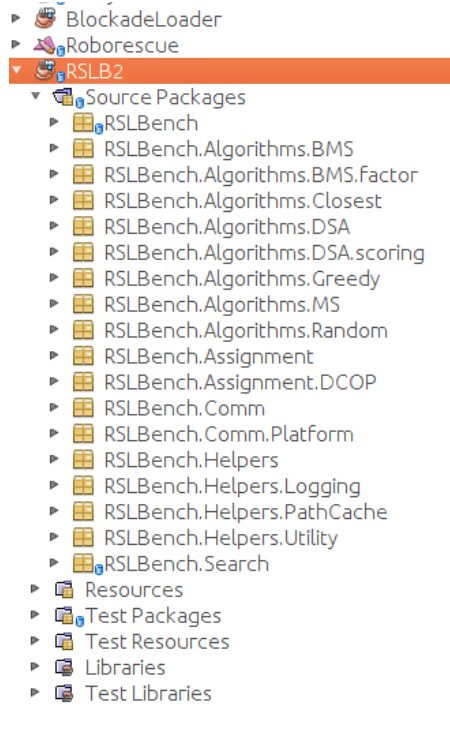 BlockadeLoader
Roborescue
RSLB2
Source Packages
RSLBench
RSLBench.Algorithms.BMS
RSLBench.Algorithms.BMS.factor
RSLBench.Algorithms.Closest
RSLBench.Algorithms.DSA
RSLBench.Algorithms.DSA.scoring
RSLBench.Algorithms.Greedy
RSLBench.Algorithms.MS
RSLBench.Algorithms.Random
RSLBench.Assignment
RSLBench.Assignment.DCOP
RSLBench.Comm
RSLBench.Comm.Platform
RSLBench.Helpers
RSLBench.Helpers.Logging
RSLBench.Helpers.PathCache
RSLBench.Helpers.Utility
RSLBench.Search
Resources
Test Packages
Test Resources
Libraries
Test Libraries